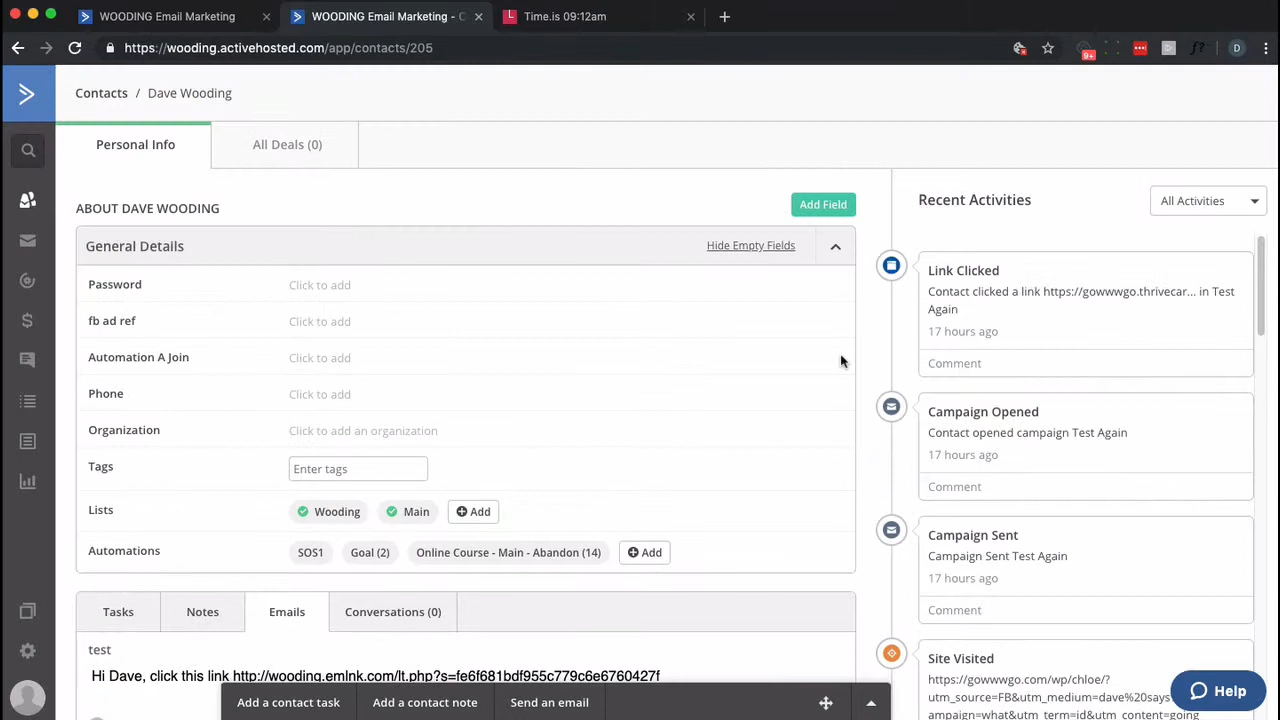 WOODING Email Marketing
WOODING Email Marketing - C
Time.is 09:12am
https://wooding.activehosted.com/app/contacts/205
9+
D
Contacts / Dave Wooding
Personal Info
All Deals (0)
ABOUT DAVE WOODING
Add Field
General Details
Hide Empty Fields
Password
Click to add
fb ad ref
Click to add
Automation A Join
Click to add
Phone
Click to add
Organization
Click to add an organization
Tags
Enter tags
Lists
Wooding
Main
Add
Automations
SOS1
Goal (2)
Online Course - Main - Abandon (14)
Add
Tasks
Notes
Emails
Conversations (0)
test
Hi Dave, click this link http://wooding.emlnk.com/lt.php?s=fe6f681bdf955c779c6e6760427f
Add a contact task
Add a contact note
Send an email
Recent Activities
All Activities
Link Clicked
Contact clicked a link https://gowwwgo.thrivecar... in Test
Again
17 hours ago
Comment
Campaign Opened
Contact opened campaign Test Again
17 hours ago
Comment
Campaign Sent
Campaign Sent Test Again
17 hours ago
Comment
Site Visited
https://gowwwgo.com/wp/chloe/?
utm_source=FB&utm_medium=dave%20says
campaign=what&utm_term=id&utm_content=going
Help